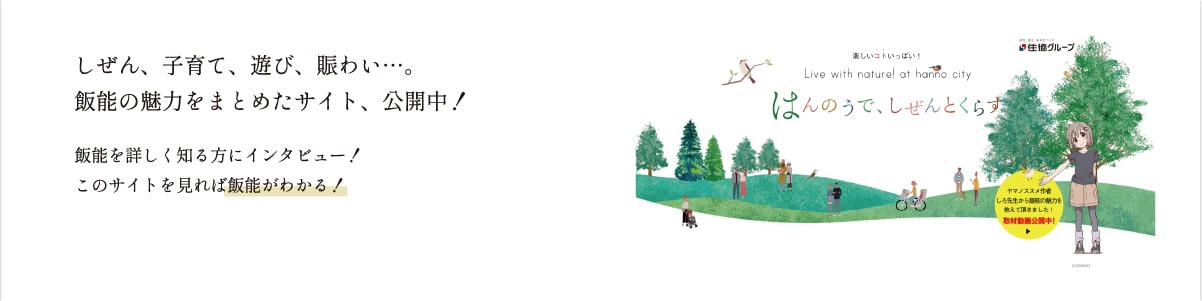 しぜん、子育て、遊び、賑わい…。
飯能の魅力をまとめたサイト、公開中！
飯能を詳しく知る方にインタビュー！
このサイトを見れば飯能がわかる！
住協グループ
楽しいコトいっぱい！
Live with nature! at hanno city
はんのうで、しぜんとくらす
ヤマノススメ作者
しろ先生から飯能の魅力を
教えて頂きました！
取材動画公開中！